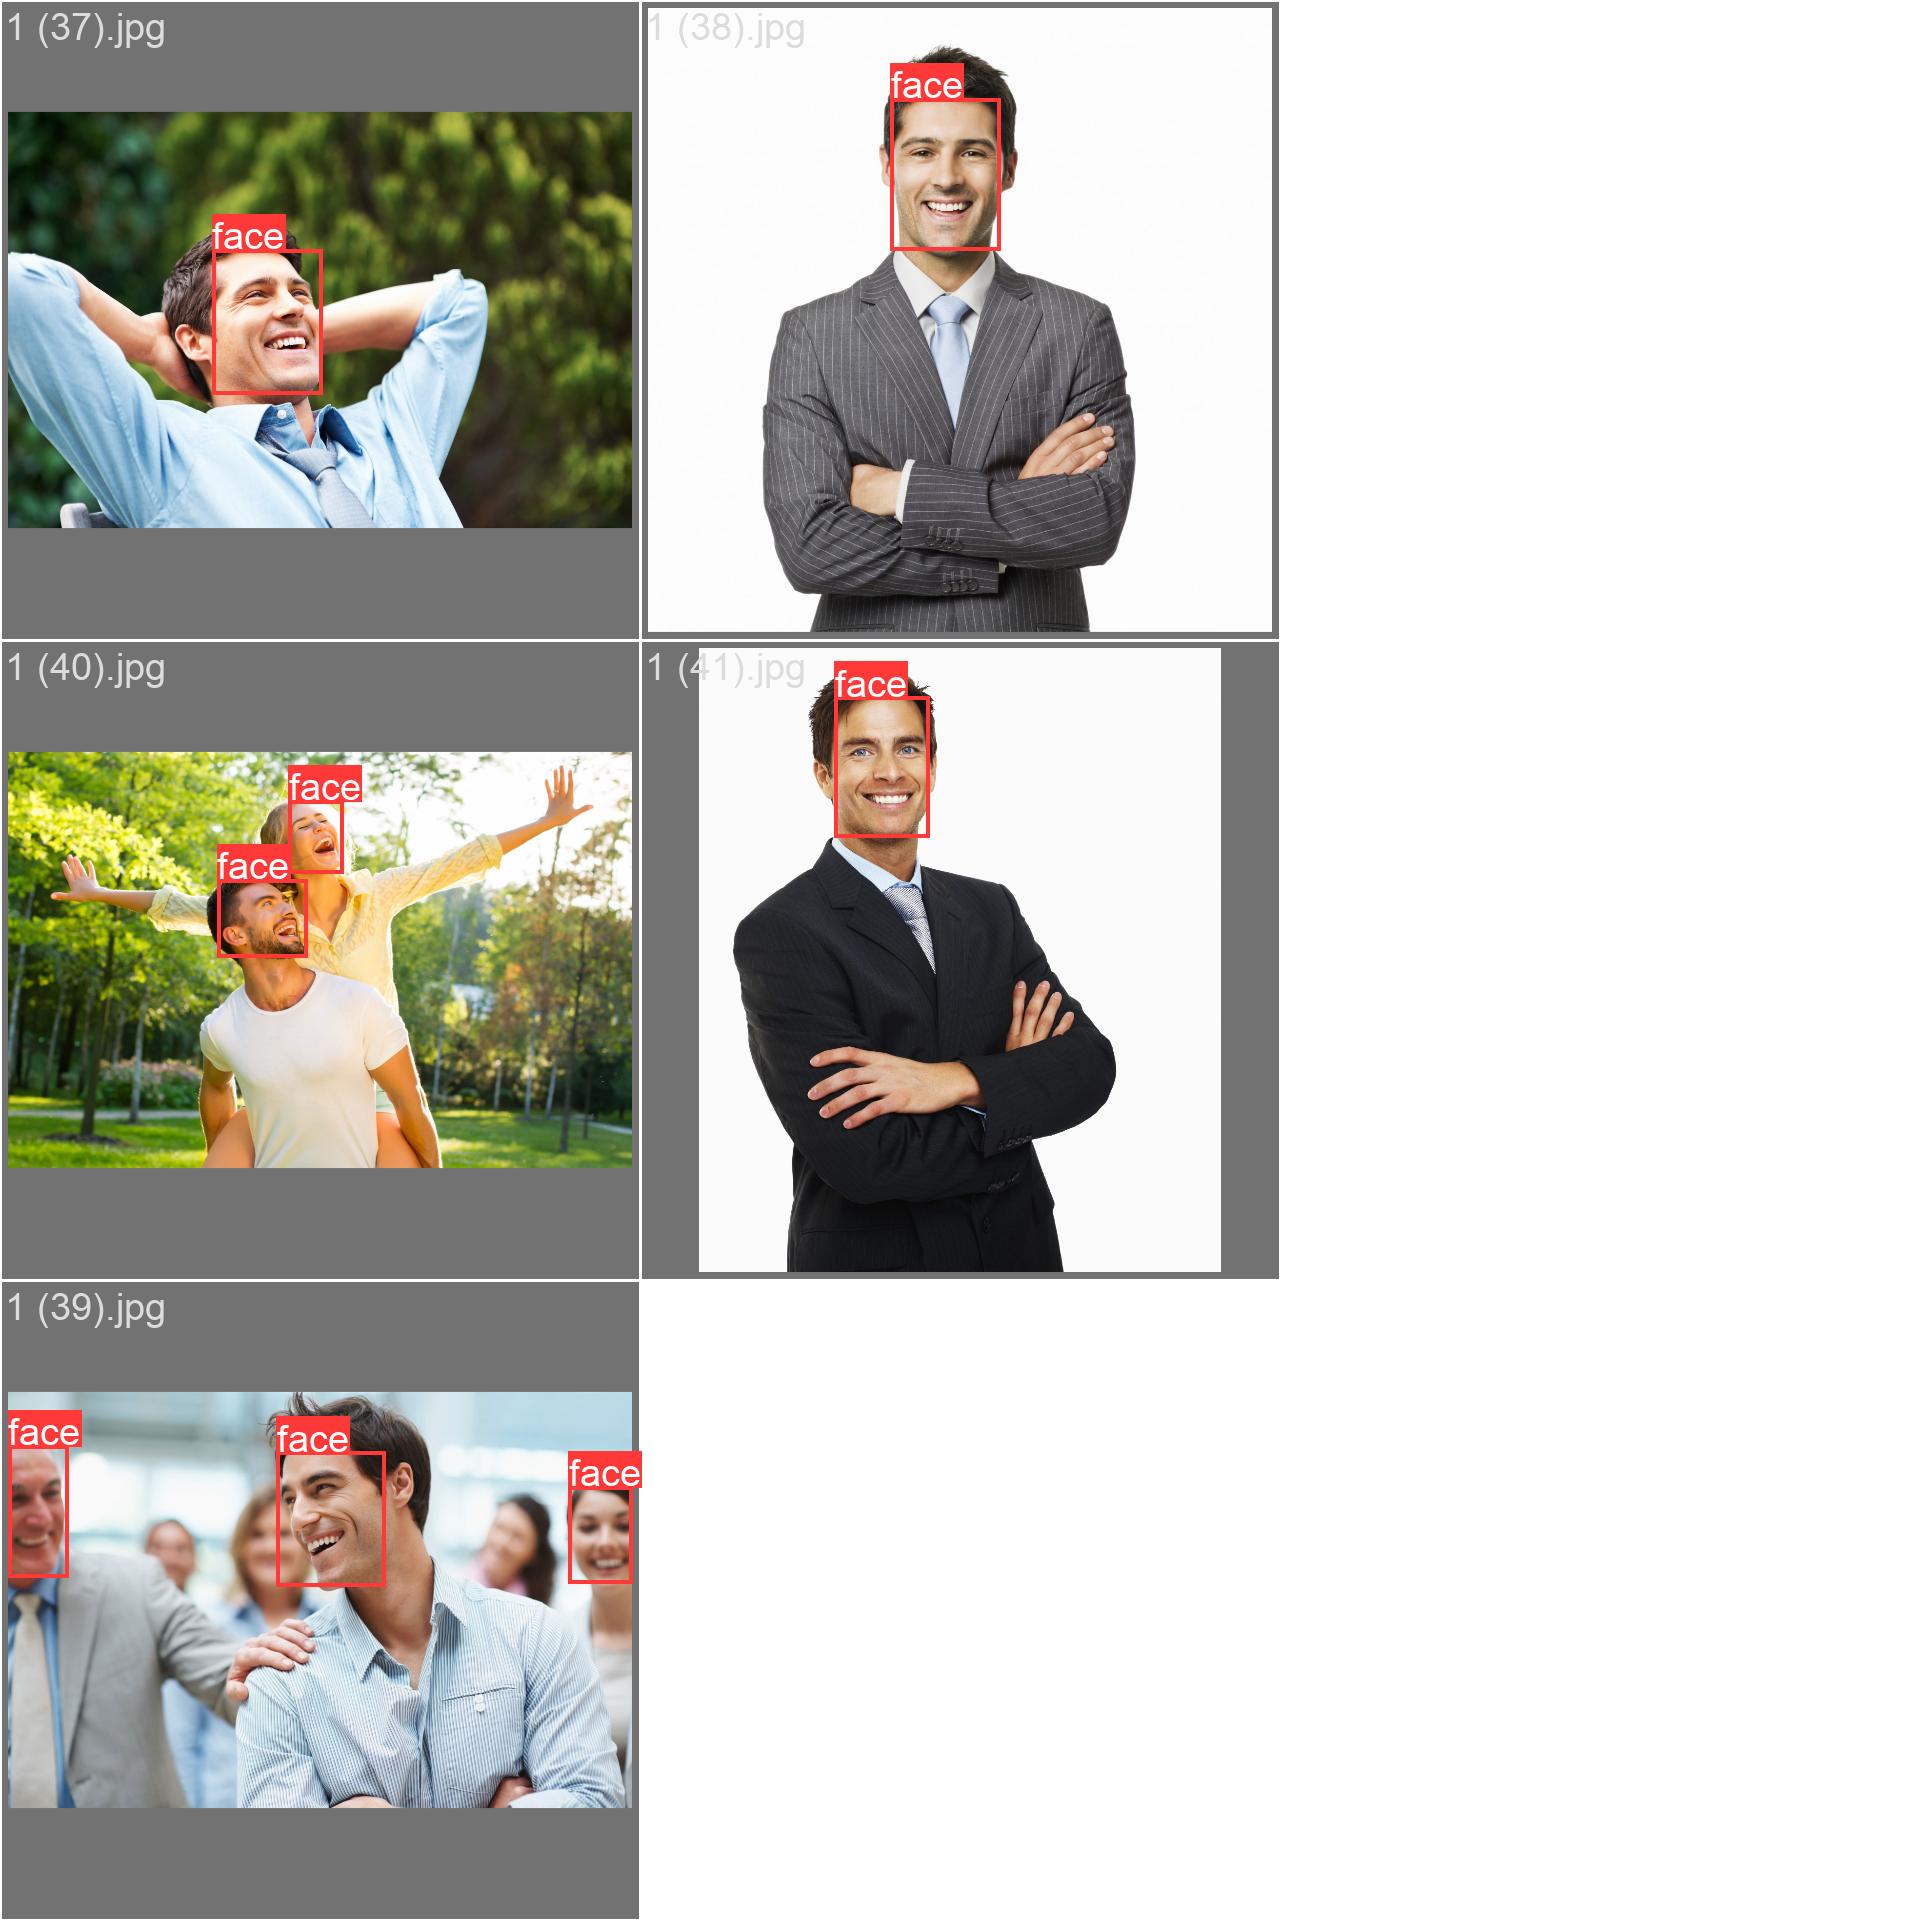 1 (37).jpg
face
1 (38).jpg
face
1 (40).jpg
face
face
1 (41).jpg
face
1 (39).jpg
face
face
face